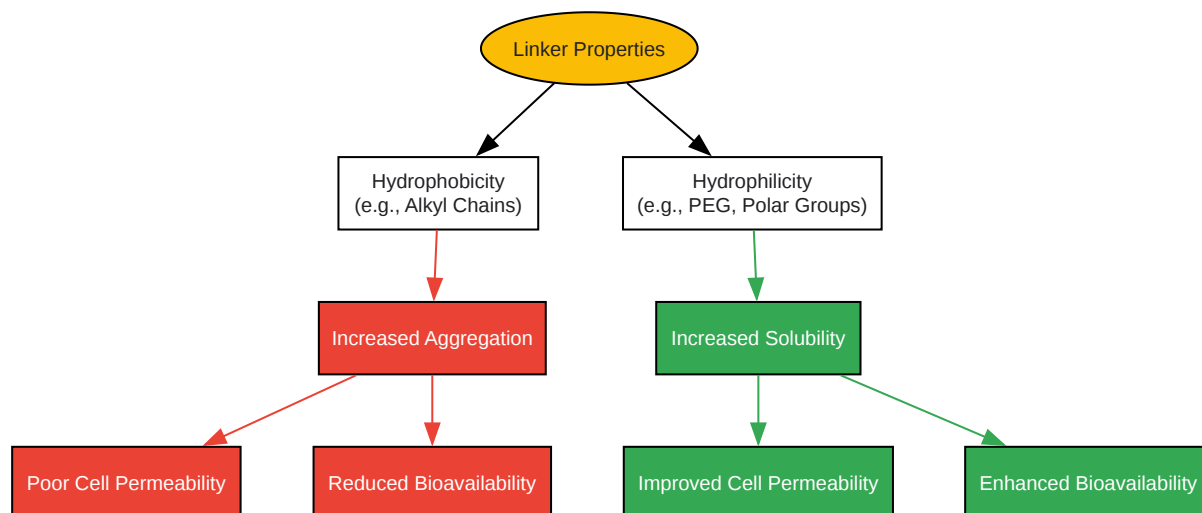 Linker Properties
Hydrophobicity
(e.g., Alkyl Chains)
Hydrophilicity
(e.g., PEG, Polar Groups)
Increased Aggregation
Increased Solubility
Poor Cell Permeability
Reduced Bioavailability
Improved Cell Permeability
Enhanced Bioavailability